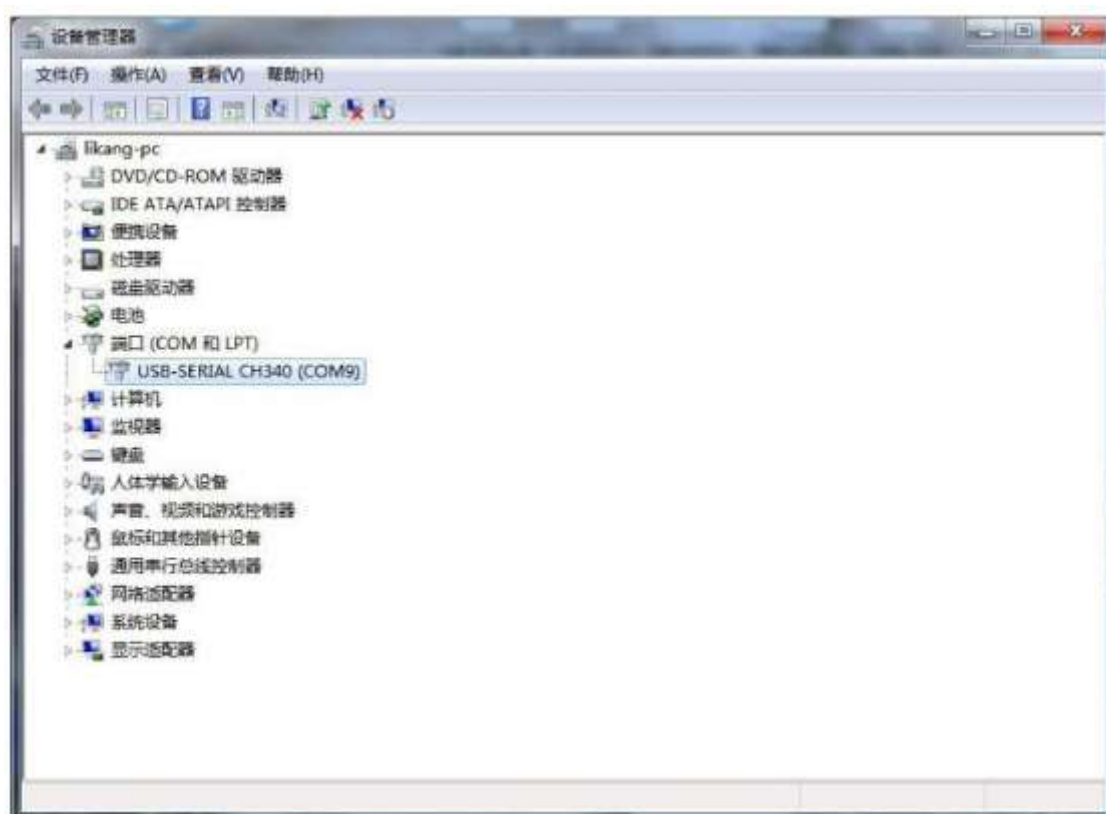 设备管理器
文件(F) 操作(A) 查看(V) 帮助(H)
likang-pc
DVD/CD-ROM 驱动器
IDE ATA/ATAPI 控制器
便携设备
处理器
磁盘驱动器
电池
端口 (COM 和 LPT)
USB-SERIAL CH340 (COM9)
计算机
监视器
键盘
人体学输入设备
声音、视频和游戏控制器
鼠标和其他指针设备
通用串行总线控制器
网络适配器
系统设备
显示适配器